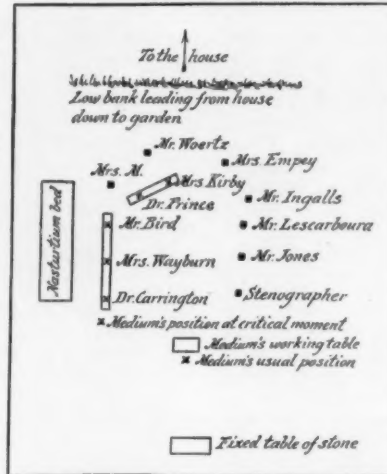 To the house
Low bank leading from house
down to garden
Mr. Woertz
Mrs. Empey
Mrs. M.
Mrs Kirby
Dr. Prince
Mr. Ingalls
Mr. Bird
Mr. Lescarboura
Nasturtium bed
Mrs. Wayburn
Mr. Jones
Dr. Carrington
Stenographer
Medium's position at critical moment
Medium's working table
Medium's usual position
Fixed table of stone